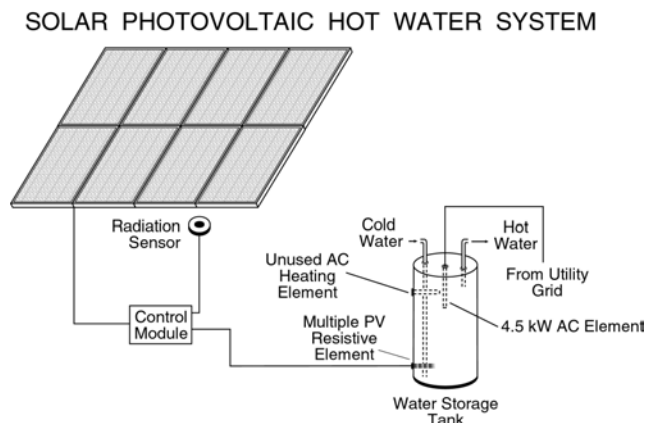 SOLAR PHOTOVOLTAIC HOT WATER SYSTEM
Radiation
Sensor
Cold
Water
Hot
Water
Unused AC
Heating
Element
From Utility
Grid
Control
Module
Multiple PV
Resistive
Element
4.5 kW AC Element
Water Storage
Tank